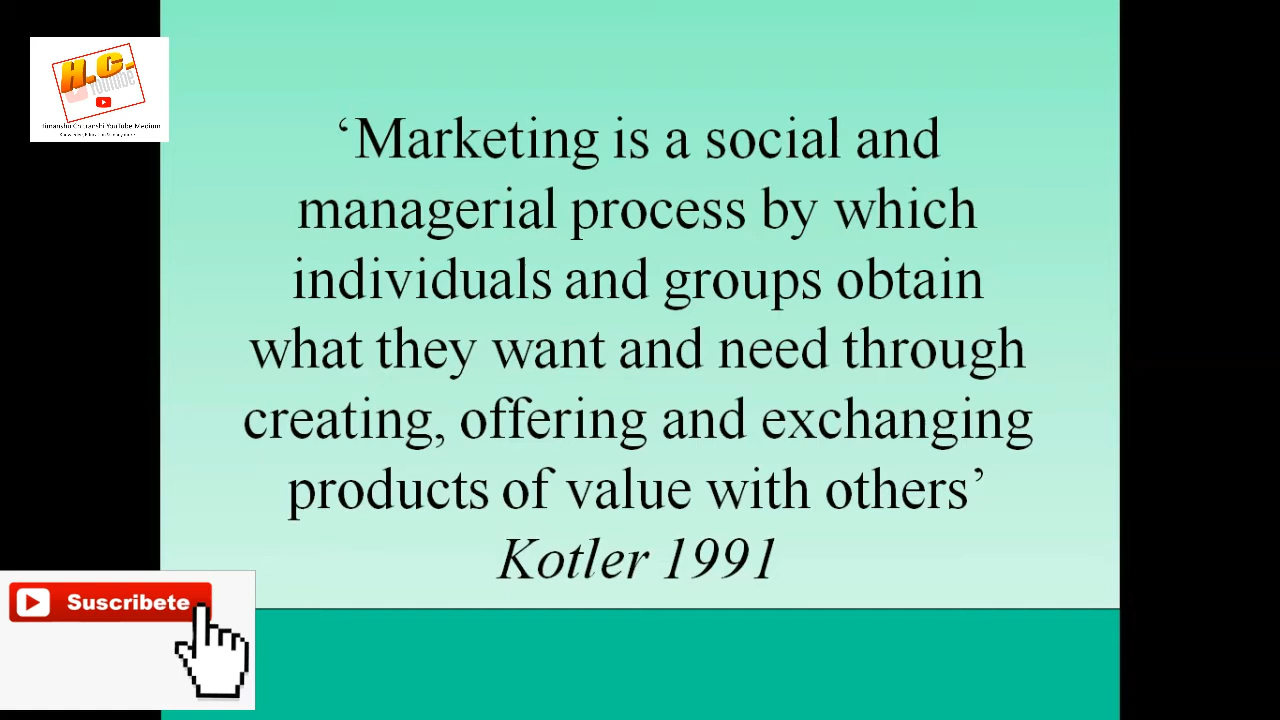 H.G.
YouTube
‘Marketing is a social and
managerial process by which
individuals and groups obtain
what they want and need through
creating, offering and exchanging
products of value with others’
Kotler 1991
Suscribete